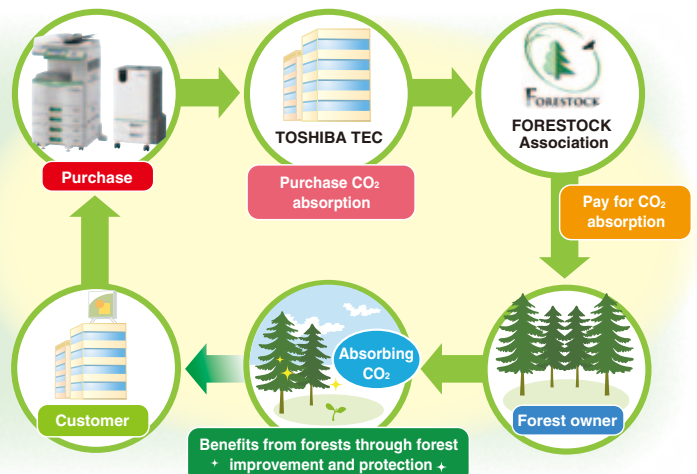 FORESTOCK
TOSHIBA TEC
FORESTOCK
Association
Purchase
Purchase CO₂
absorption
Pay for CO₂
absorption
Absorbing
CO₂
Customer
Forest owner
Benefits from forests through forest
improvement and protection